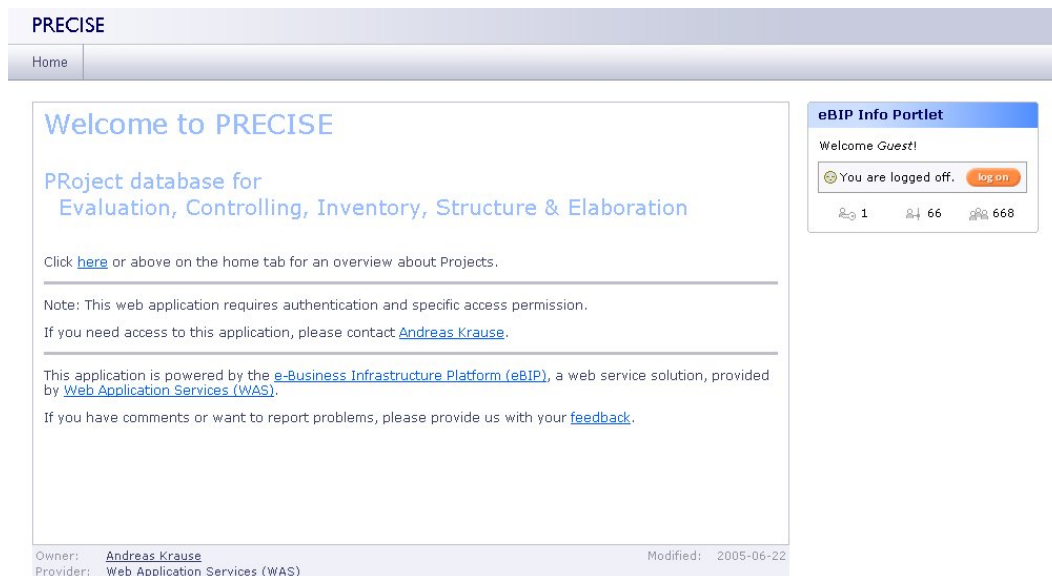 PRECISE
Home
Welcome to PRECISE
PRoject database for
Evaluation, Controlling, Inventory, Structure & Elaboration
Click here or above on the home tab for an overview about Projects.
Note: This web application requires authentication and specific access permission.
If you need access to this application, please contact Andreas Krause.
This application is powered by the e-Business Infrastructure Platform (eBIP), a web service solution, provided
by Web Application Services (WAS).
If you have comments or want to report problems, please provide us with your feedback.
Owner: Andreas Krause
Modified: 2005-06-22
Provider: Web Application Services (WAS)
eBIP Info Portlet
Welcome Guest!
You are logged off. log on
1 66 668